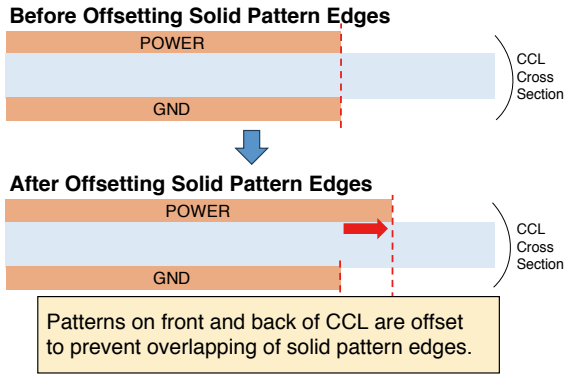 Before Offsetting Solid Pattern Edges
POWER
GND
CCL
Cross
Section
After Offsetting Solid Pattern Edges
POWER
GND
CCL
Cross
Section
Patterns on front and back of CCL are offset
to prevent overlapping of solid pattern edges.